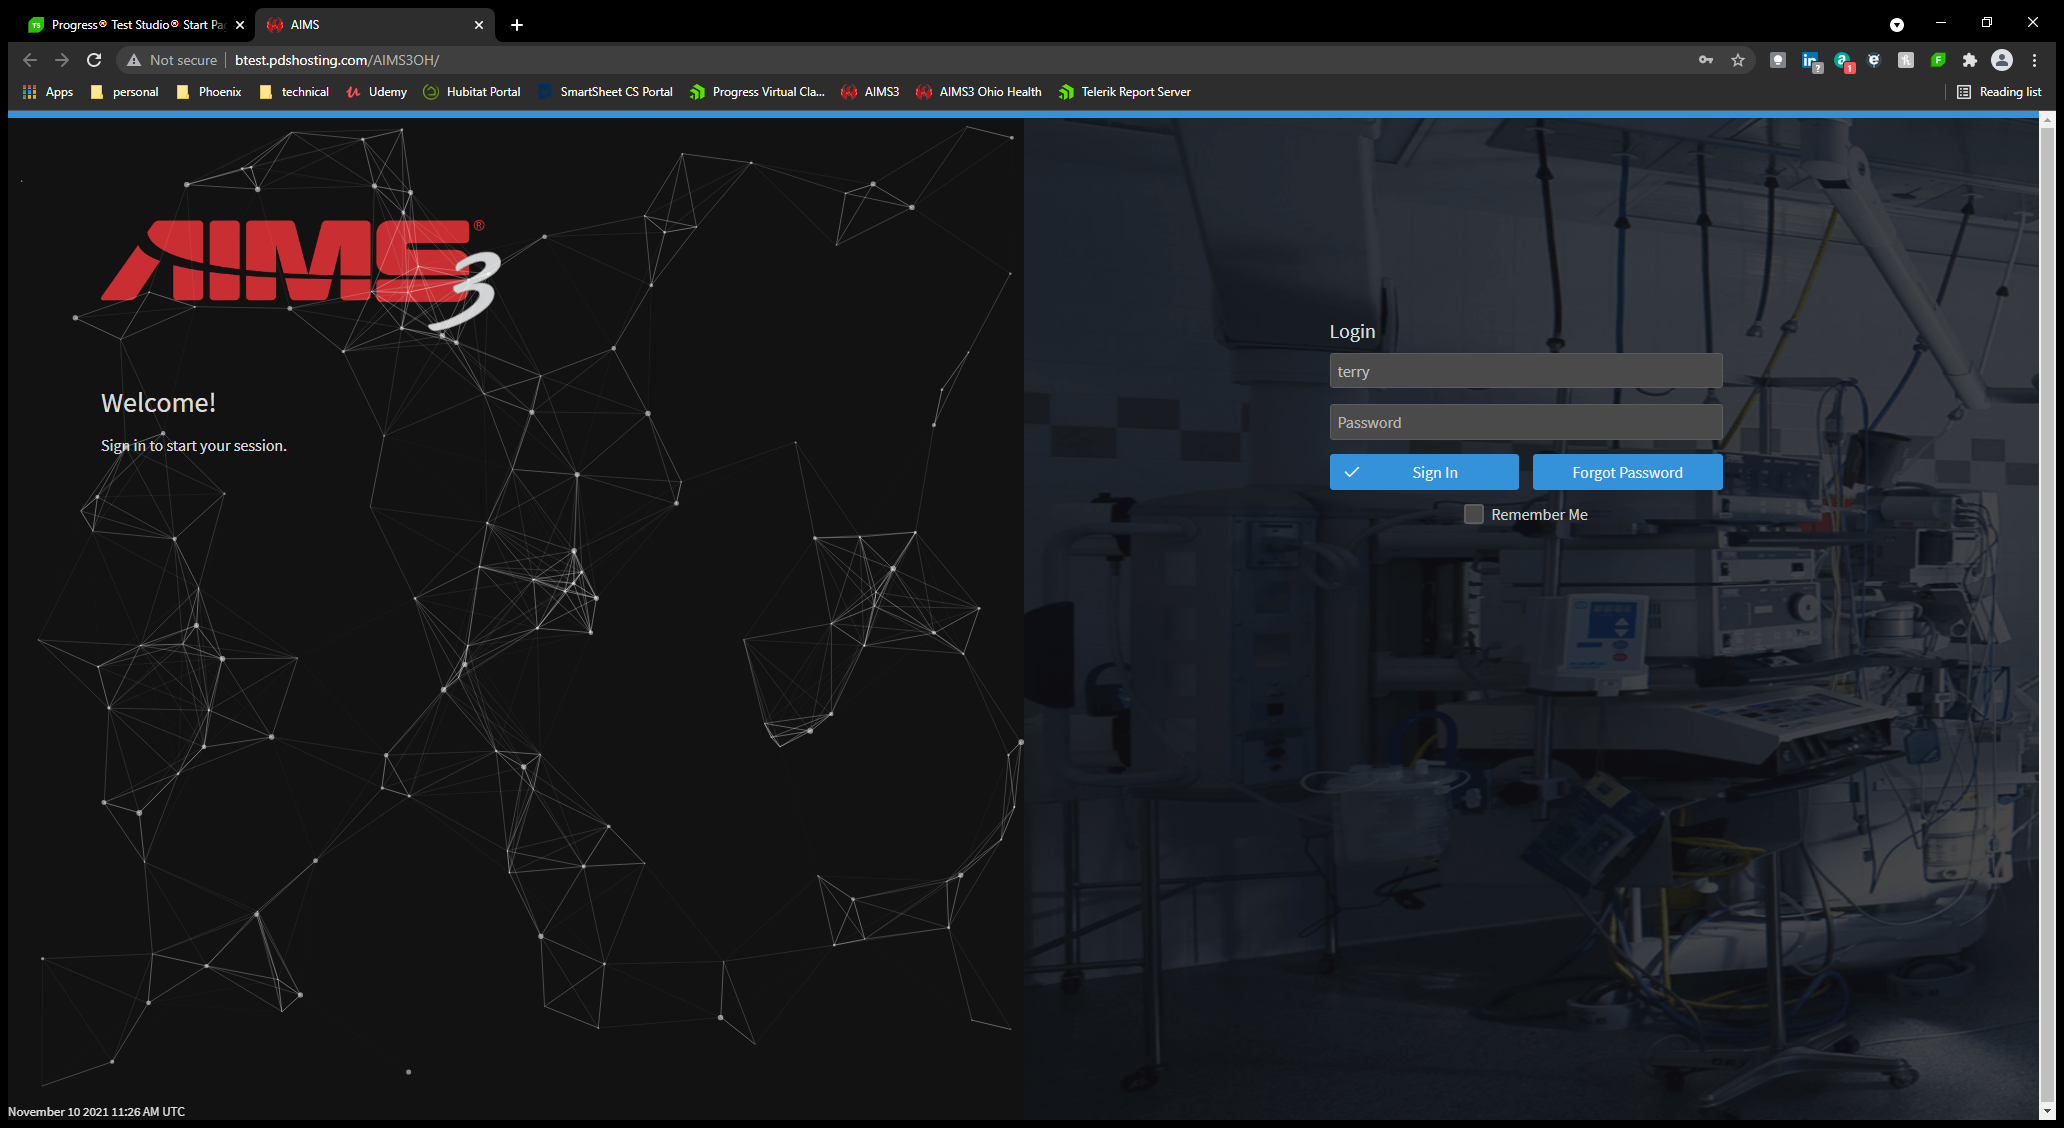 Progress® Test Studio® Start Pa
AIMS
Not secure
btest.pdshosting.com/AIMS3OH/
Apps
personal
Phoenix
technical
Udemy
Hubitat Portal
SmartSheet CS Portal
Progress Virtual Cla...
AIMS3
AIMS3 Ohio Health
Telerik Report Server
Reading list
AIMS®
3
Welcome!
Sign in to start your session.
Login
terry
Password
Sign In
Forgot Password
Remember Me
November 10 2021 11:26 AM UTC